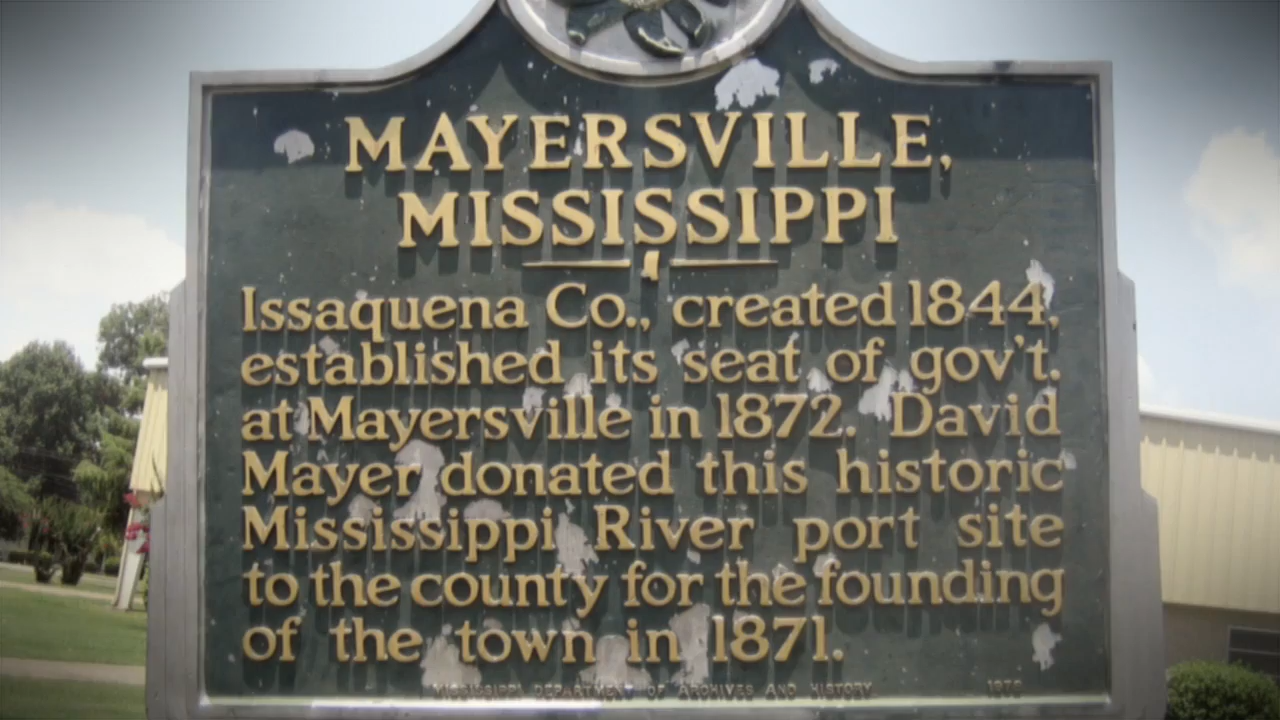 MAYERSVILLE,
MISSISSIPPI
Issaquena Co., created 1844,
established its seat of gov't.
at Mayersville in 1872. David
Mayer donated this historic
Mississippi River port site
to the county for the founding
of the town in 1871.
MISSISSIPPI DEPARTMENT OF ARCHIVES AND HISTORY